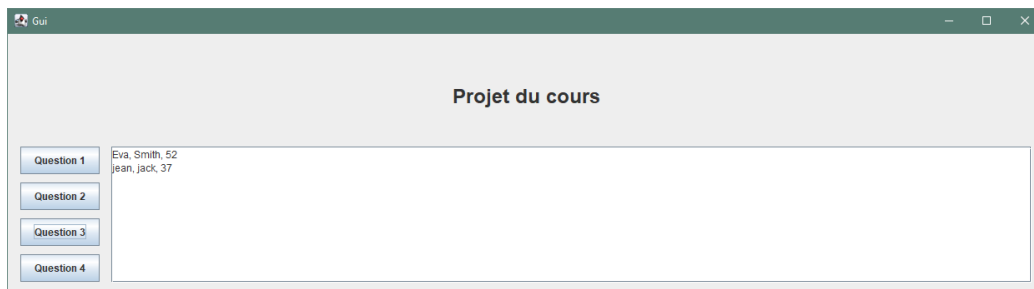 Gui
Projet du cours
Question 1
Eva, Smith, 52
jean, jack, 37
Question 2
Question 3
Question 4